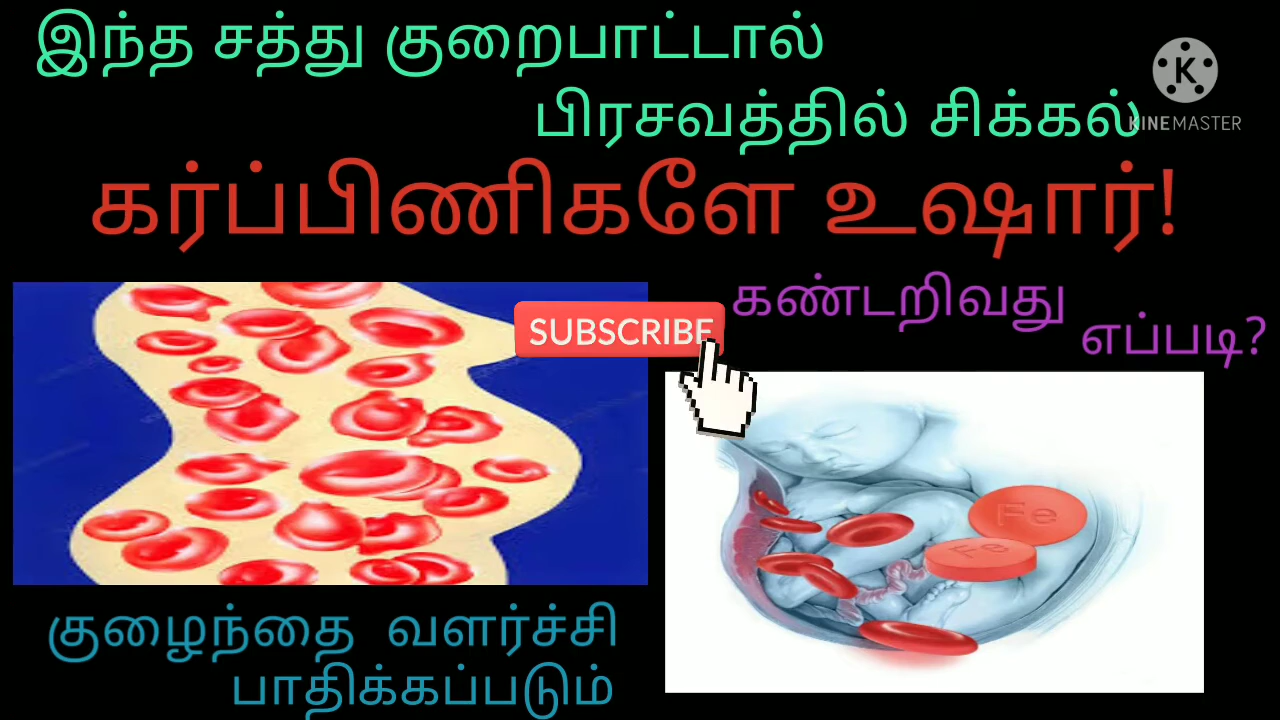 இந்த சத்து குறைபாட்டால்
பிரசவத்தில் சிக்கல்
K
KINEMASTER
கர்ப்பிணிகளே உஷார்!
கண்டறிவது
எப்படி?
SUBSCRIBE
Fe
Fe
குழைந்தை வளர்ச்சி
பாதிக்கப்படும்